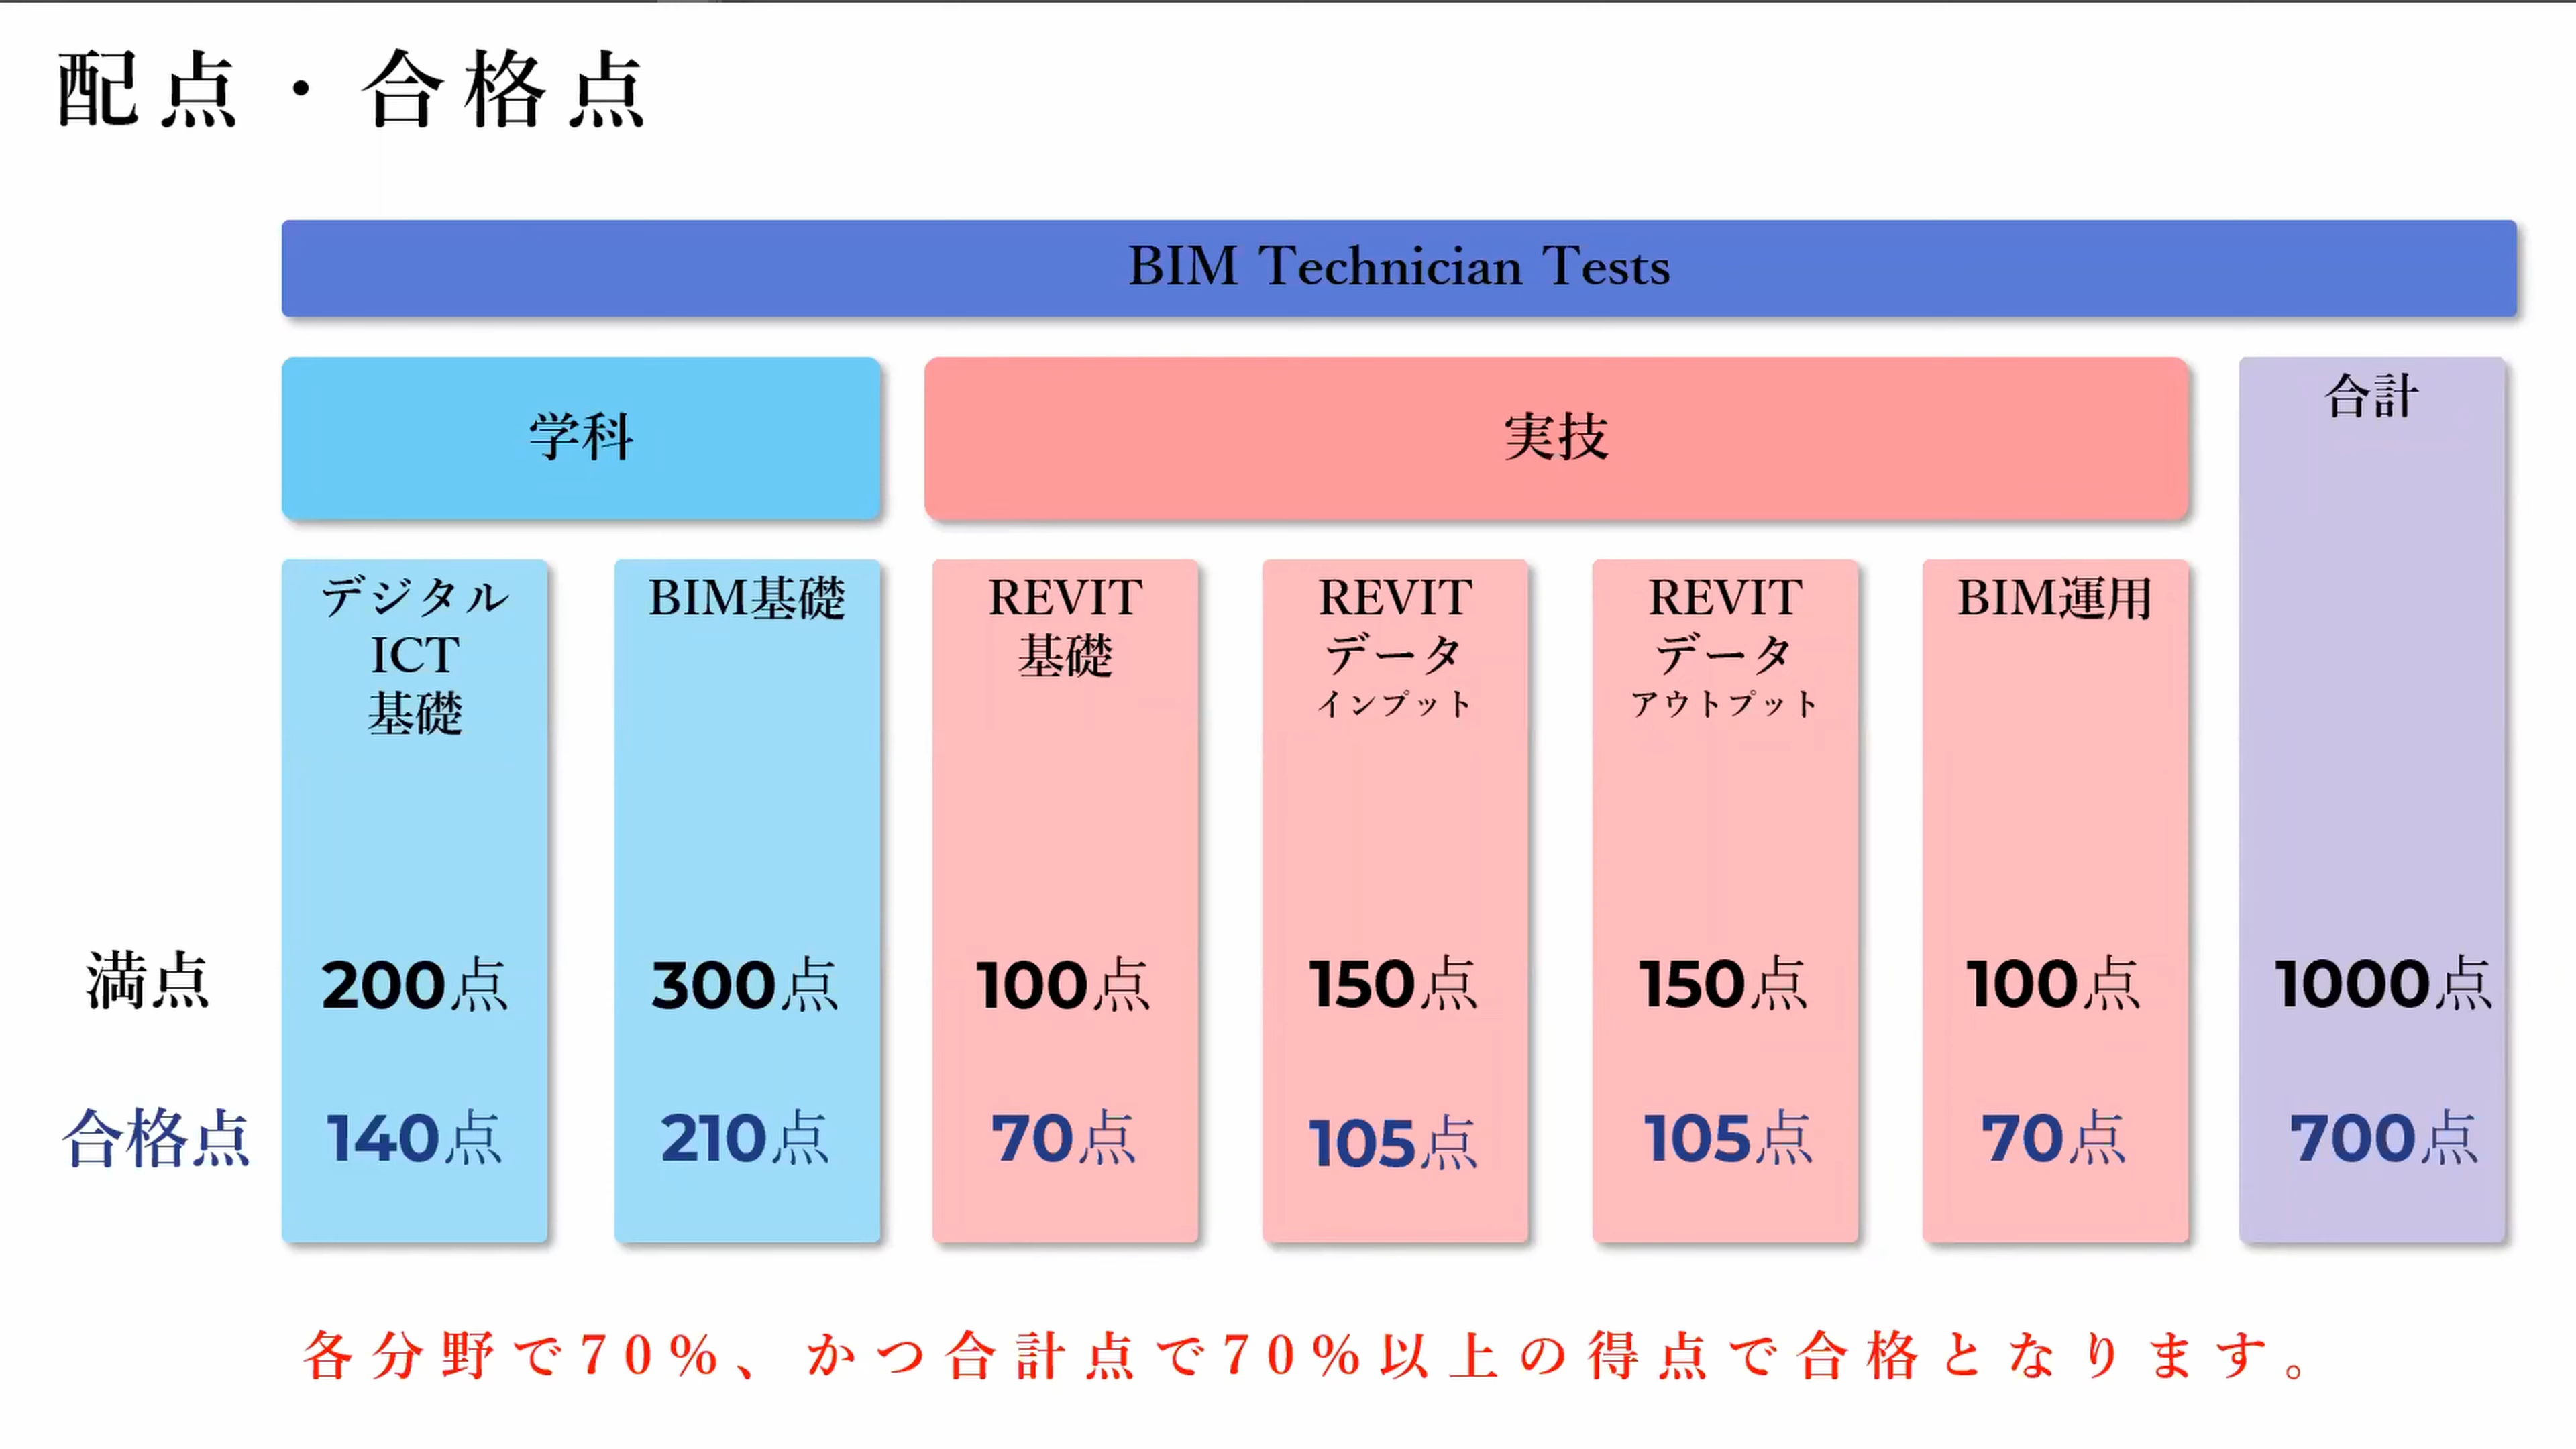 配点・合格点
BIM Technician Tests
学科
実技
合計
デジタル
ICT
基礎
BIM基礎
REVIT
基礎
REVIT
データ
インプット
REVIT
データ
アウトプット
BIM運用
満点
200点
300点
100点
150点
150点
100点
1000点
合格点
140点
210点
70点
105点
105点
70点
700点
各分野で70%、かつ合計点で70%以上の得点で合格となります。